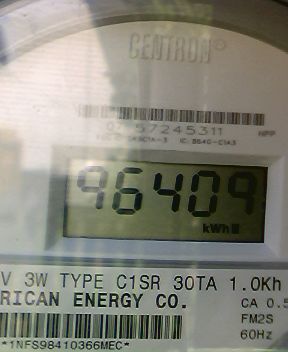 CENTRON®
57245311
96409
kWh
V 3W TYPE C1SR 30TA 1.0Kh
RICAN ENERGY CO.
CA 0.5
FM2S
60Hz
*1NFS98410366MEC*